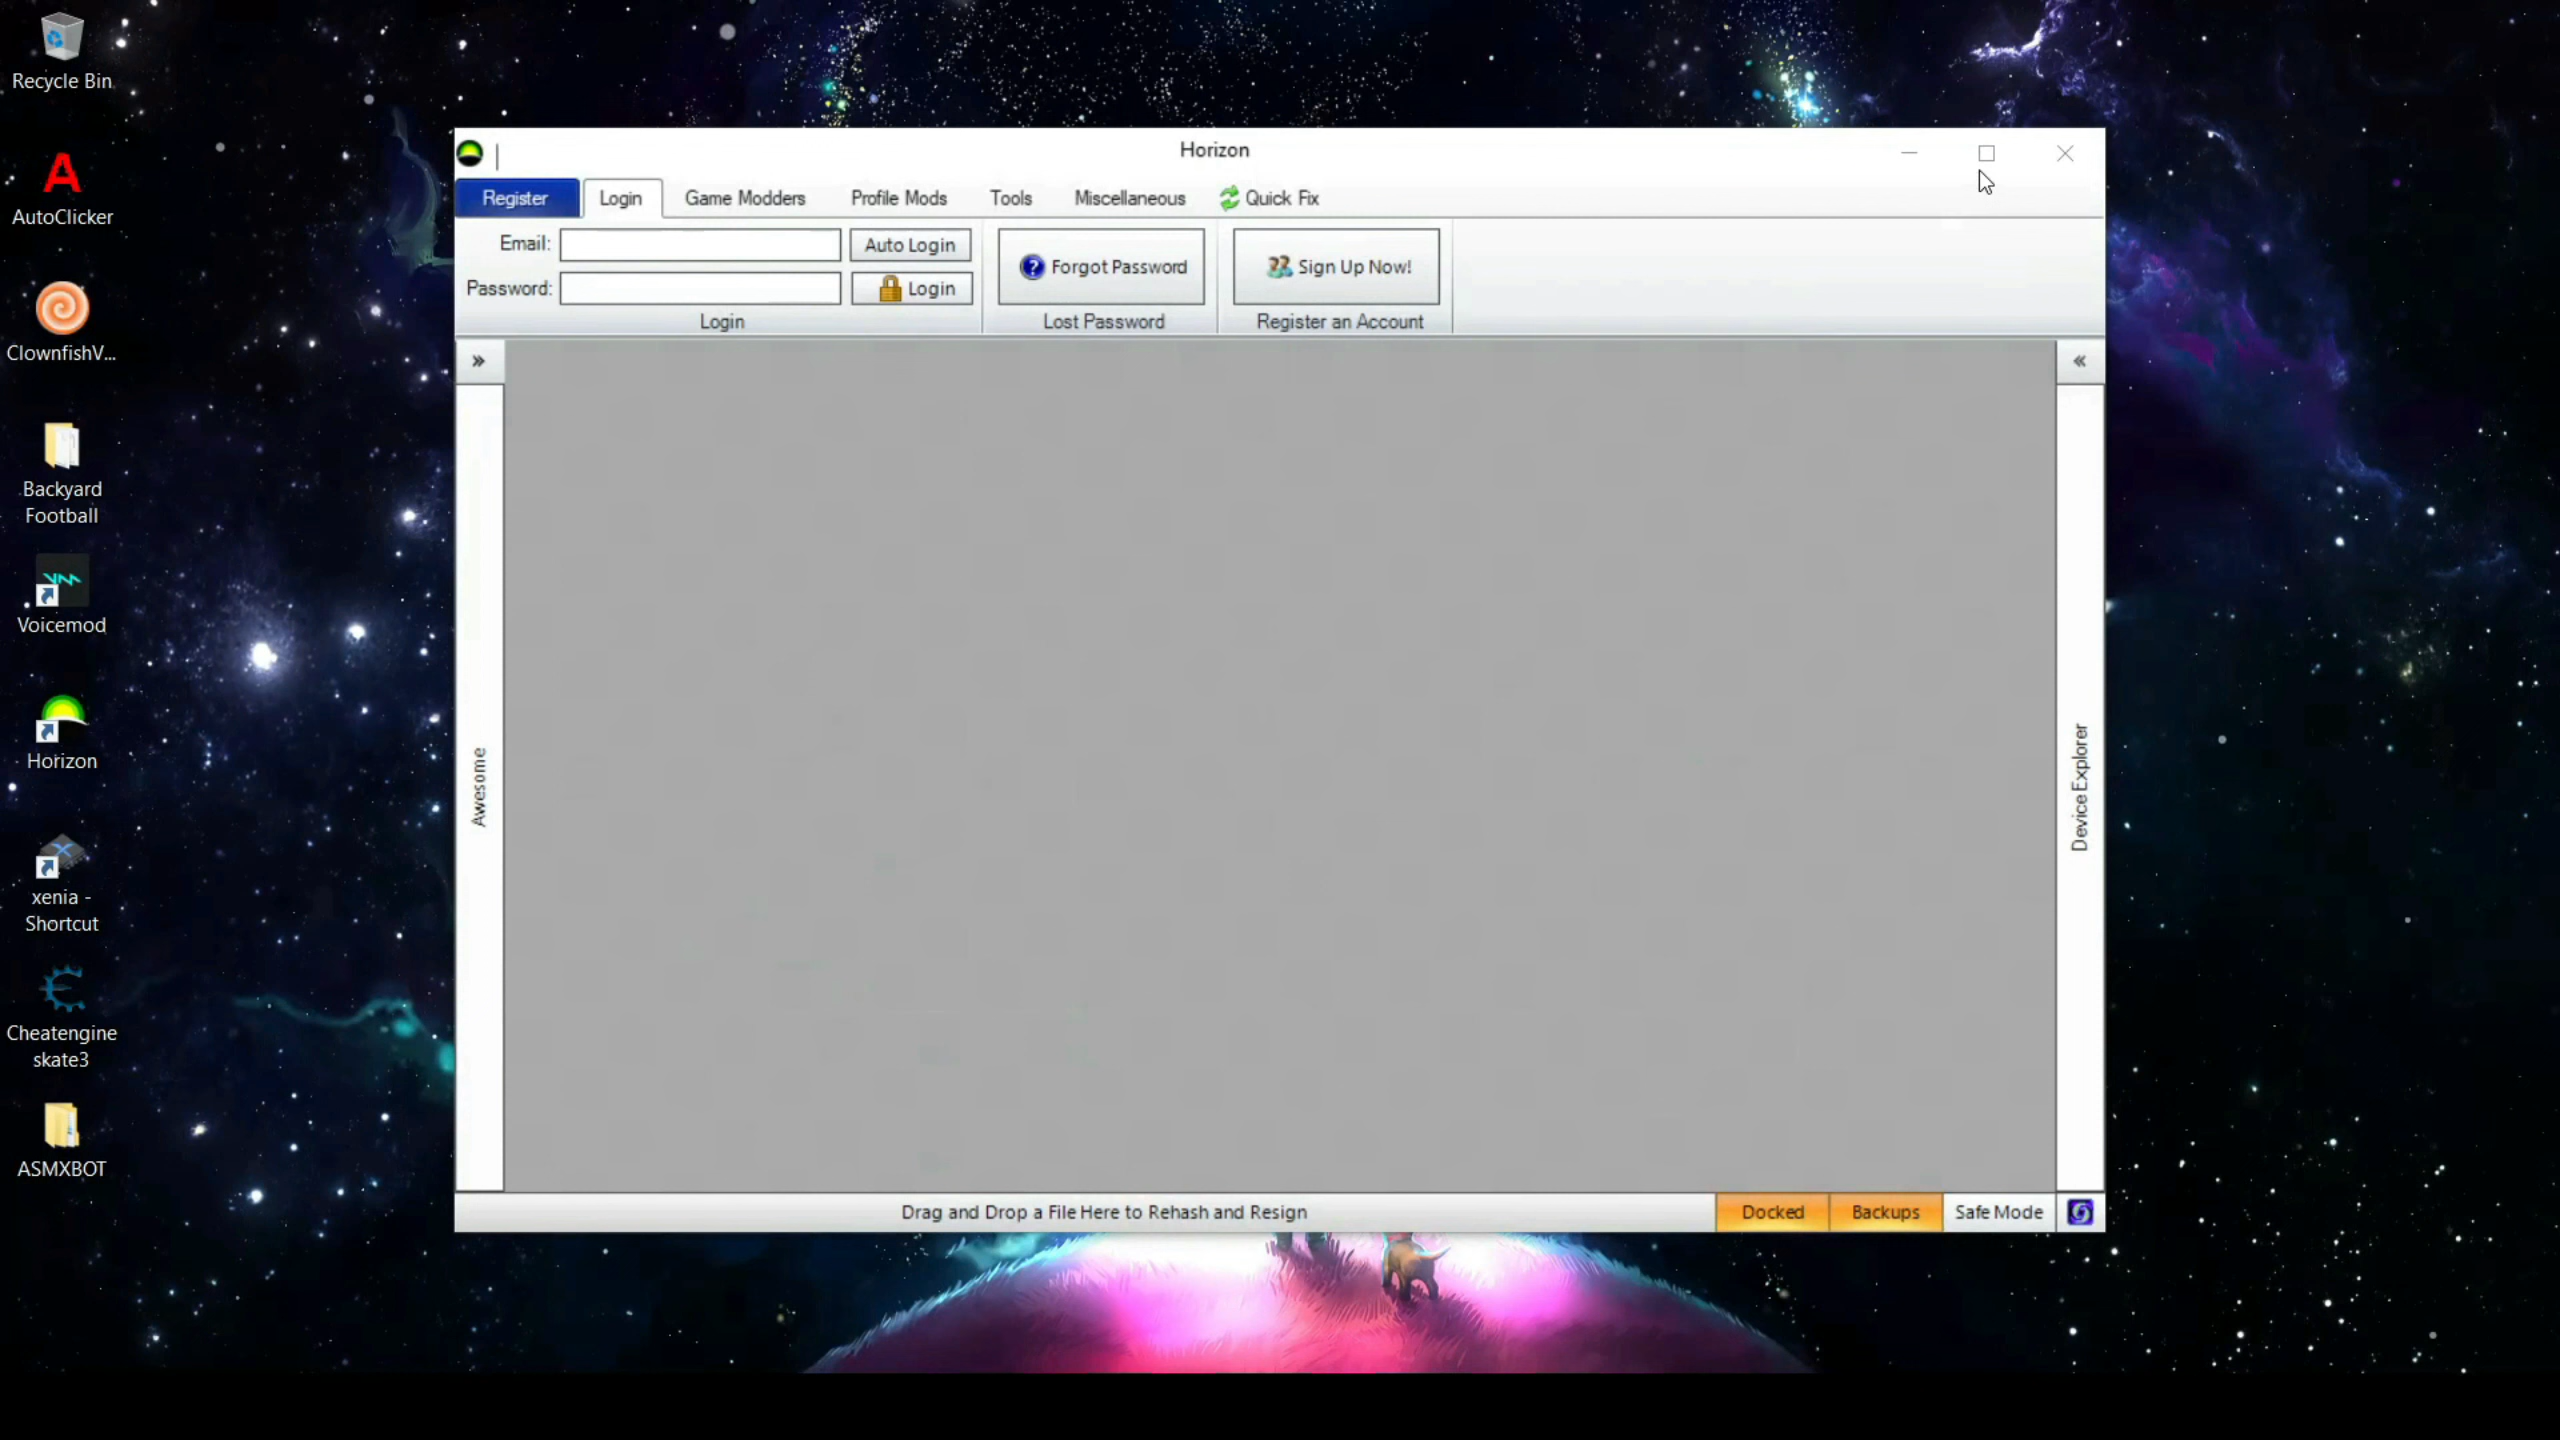 Recycle Bin
A
AutoClicker
ClownfishV...
Backyard
Football
Voicemod
Horizon
xenia -
Shortcut
Cheatengine
skate3
ASMXBOT
Horizon
Register Login Game Modders Profile Mods Tools Miscellaneous Quick Fix
Email: Auto Login
Password: Login
Forgot Password
Sign Up Now!
Login Lost Password Register an Account
» «
Awesome
Device Explorer
Drag and Drop a File Here to Rehash and Resign
Docked Backups Safe Mode